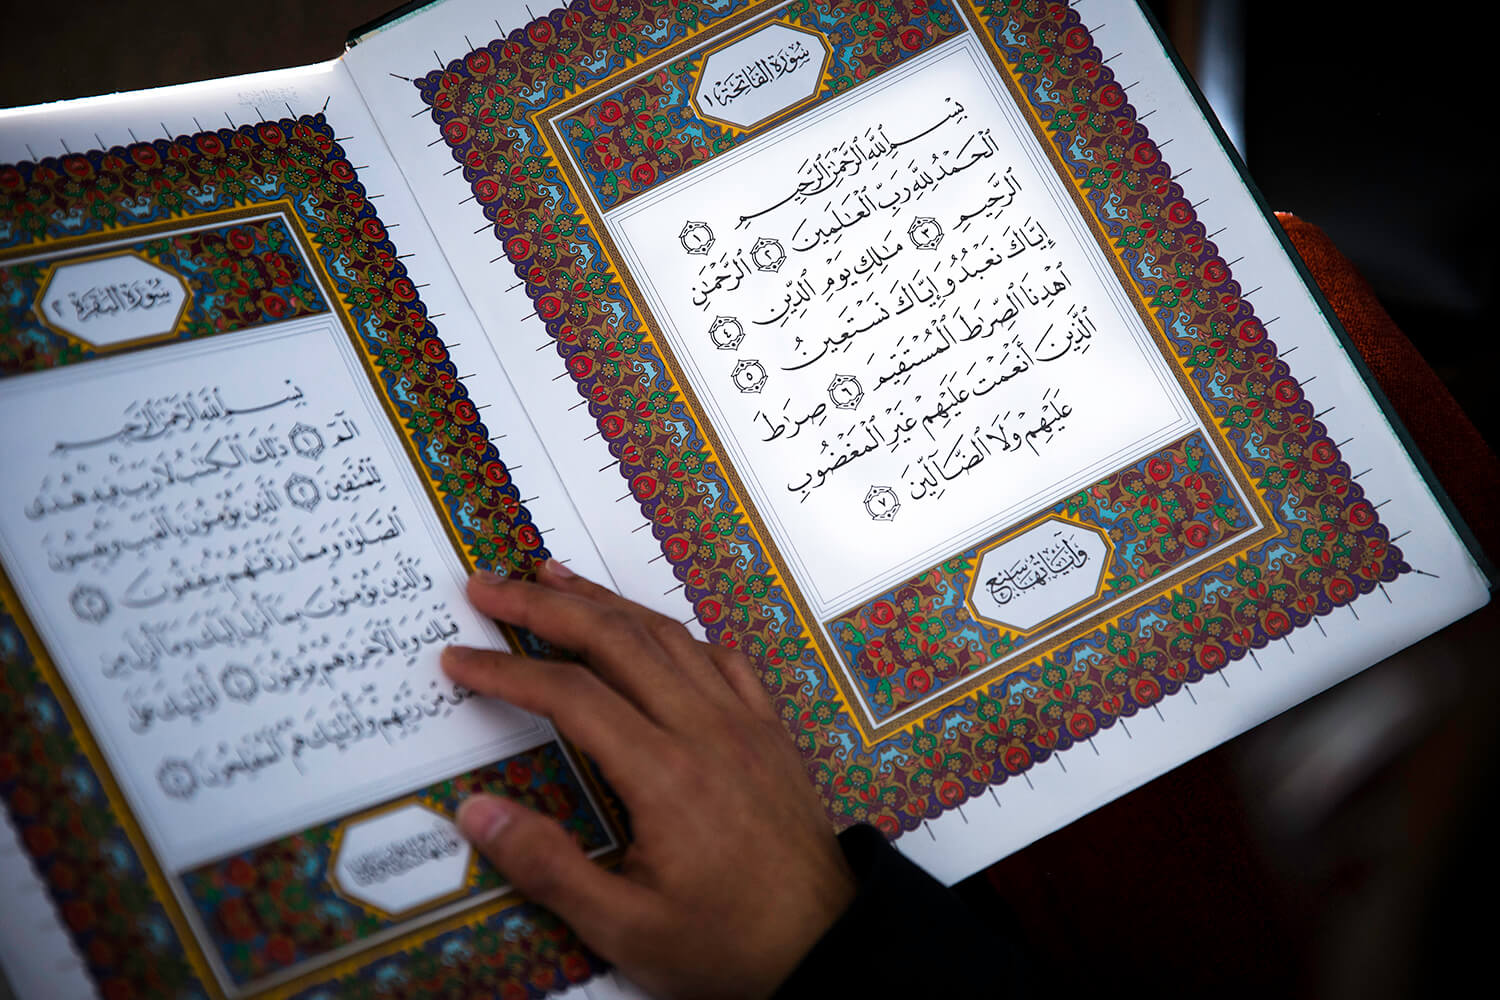 سُورَةُ الفَاتِحَةِ ١
بِسْمِ ٱللَّهِ ٱلرَّحْمَٰنِ ٱلرَّحِيمِ ١
ٱلْحَمْدُ لِلَّهِ رَبِّ ٱلْعَٰلَمِينَ ٢ ٱلرَّحْمَٰنِ
ٱلرَّحِيمِ ٣ مَٰلِكِ يَوْمِ ٱلدِّينِ ٤
إِيَّاكَ نَعْبُدُ وَإِيَّاكَ نَسْتَعِينُ ٥
ٱهْدِنَا ٱلصِّرَٰطَ ٱلْمُسْتَقِيمَ ٦ صِرَٰطَ
ٱلَّذِينَ أَنْعَمْتَ عَلَيْهِمْ غَيْرِ ٱلْمَغْضُوبِ
عَلَيْهِمْ وَلَا ٱلضَّآلِّينَ ٧
وَآيَاتُهَا سَبْعٌ
سُورَةُ البَقَرَةِ ٢
بِسْمِ ٱللَّهِ ٱلرَّحْمَٰنِ ٱلرَّحِيمِ
الٓمٓ ١ ذَٰلِكَ ٱلْكِتَٰبُ لَا رَيْبَ فِيهِ هُدًى
لِّلْمُتَّقِينَ ٢ ٱلَّذِينَ يُؤْمِنُونَ بِٱلْغَيْبِ وَيُقِيمُونَ
ٱلصَّلَوٰةَ وَمِمَّا رَزَقْنَٰهُمْ يُنفِقُونَ ٣
وَٱلَّذِينَ يُؤْمِنُونَ بِمَآ أُنزِلَ إِلَيْكَ وَمَآ أُنزِلَ مِن
قَبْلِكَ وَبِٱلْءَاخِرَةِ هُمْ يُوقِنُونَ ٤ أُو۟لَٰٓئِكَ عَلَىٰ
مِّن رَّبِّهِمْ وَأُو۟لَٰٓئِكَ هُمُ ٱلْمُفْلِحُونَ ٥